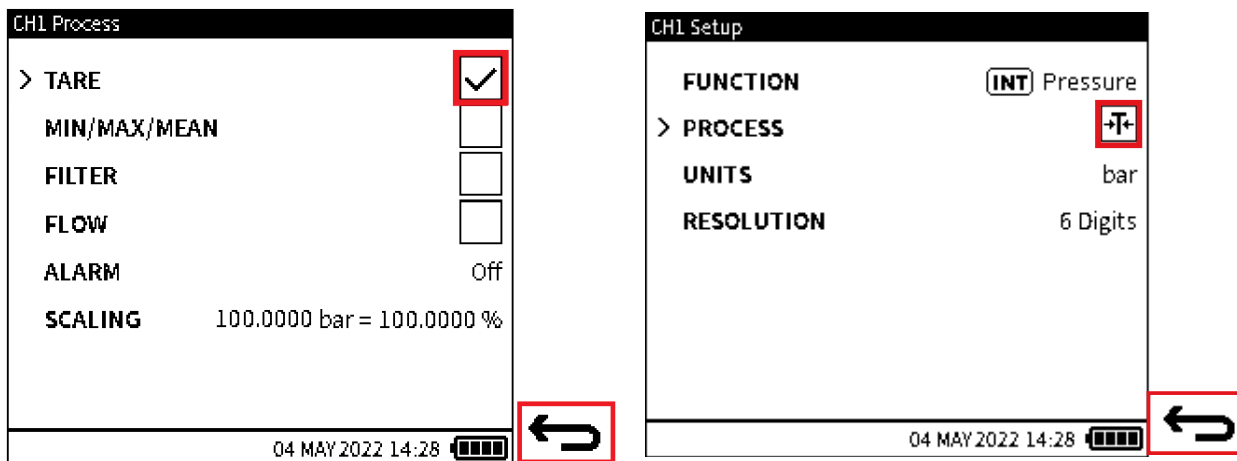 CH1 Process
> TARE
MIN/MAX/MEAN
FILTER
FLOW
ALARM Off
SCALING 100.0000 bar = 100.0000 %
04 MAY 2022 14:28
CH1 Setup
FUNCTION INT Pressure
> PROCESS →T←
UNITS bar
RESOLUTION 6 Digits
04 MAY 2022 14:28